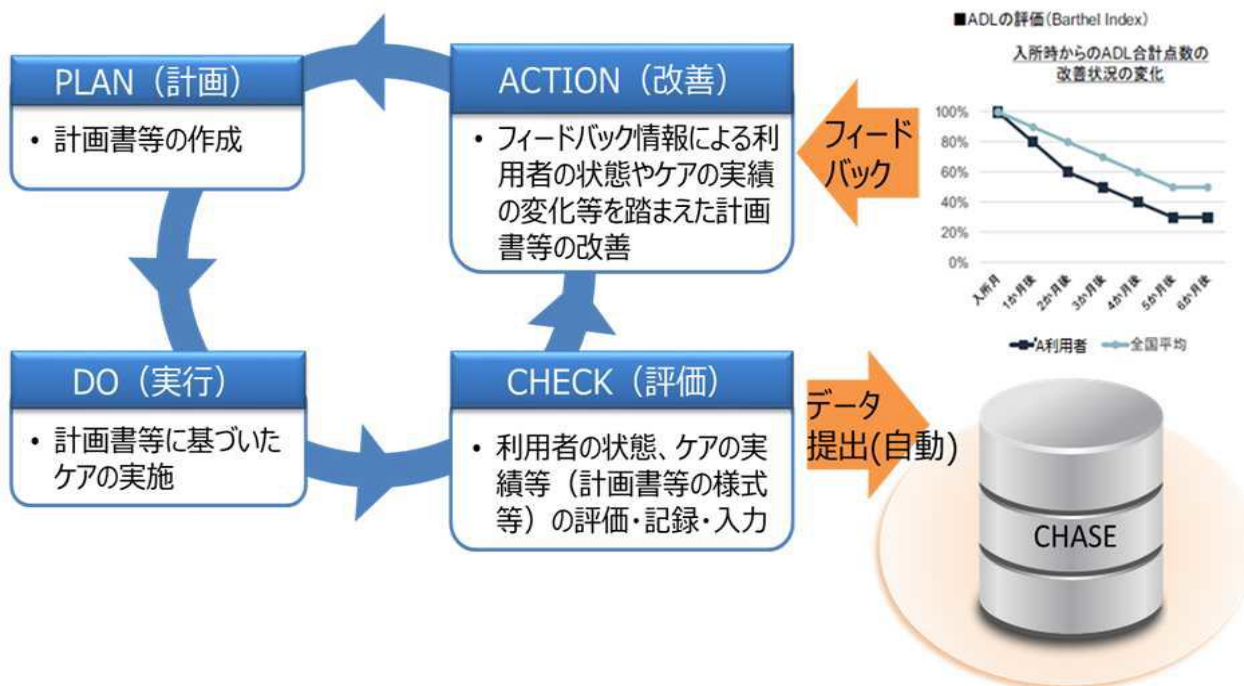 PLAN（計画）
・ 計画書等の作成
ACTION（改善）
・ フィードバック情報による利
用者の状態やケアの実績
の変化等を踏まえた計画
書等の改善
フィード
バック
■ADLの評価（Barthel Index）
入所時からのADL合計点数の
改善状況の変化
100%
80%
60%
40%
20%
0%
入所月
1か月後
2か月後
3か月後
4か月後
5か月後
6か月後
A利用者
全国平均
DO（実行）
・ 計画書等に基づいた
ケアの実施
CHECK（評価）
・ 利用者の状態、ケアの実
績等（計画書等の様式
等）の評価・記録・入力
データ
提出(自動)
CHASE